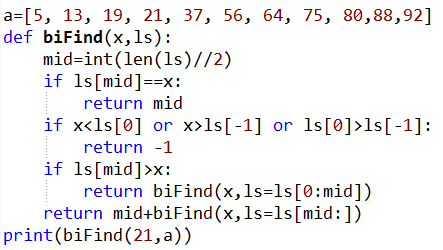 a=[5, 13, 19, 21, 37, 56, 64, 75, 80,88,92]
def biFind(x,ls):
    mid=int(len(ls)//2)
    if ls[mid]==x:
        return mid
    if x<ls[0] or x>ls[-1] or ls[0]>ls[-1]:
        return -1
    if ls[mid]>x:
        return biFind(x,ls=ls[0:mid])
    return mid+biFind(x,ls=ls[mid:])
print(biFind(21,a))